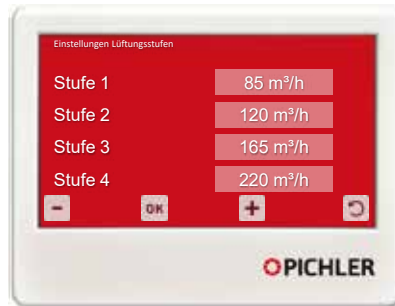 Einstellungen Lüftungsstufen
Stufe 1 85 m³/h
Stufe 2 120 m³/h
Stufe 3 165 m³/h
Stufe 4 220 m³/h
- OK +
PICHLER